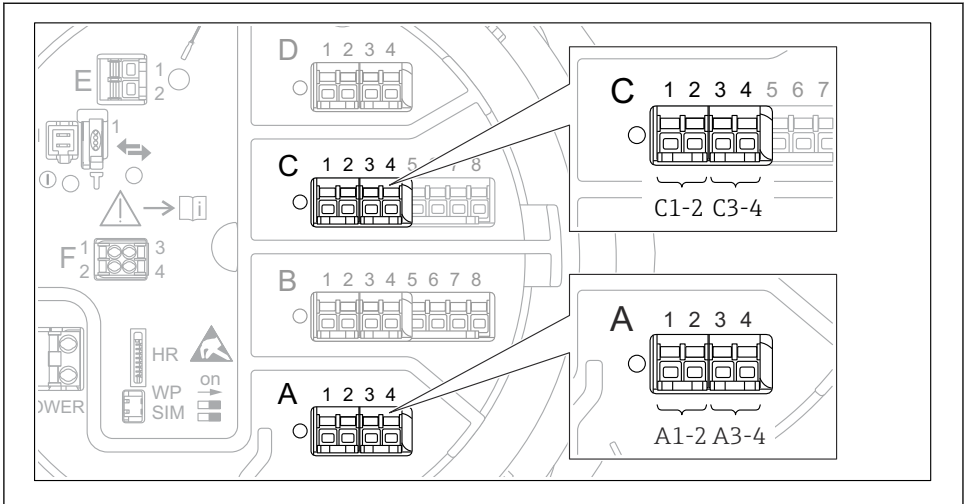 D 1 2 3 4
E 1
2
C 1 2 3 4 5 6 7
C1-2 C3-4
1
C 1 2 3 4 5 6 7 8
i
F 1 3
2 4
B 1 2 3 4 5 6 7 8
A 1 2 3 4
A1-2 A3-4
HR
on
WP
SIM
OWER
A 1 2 3 4